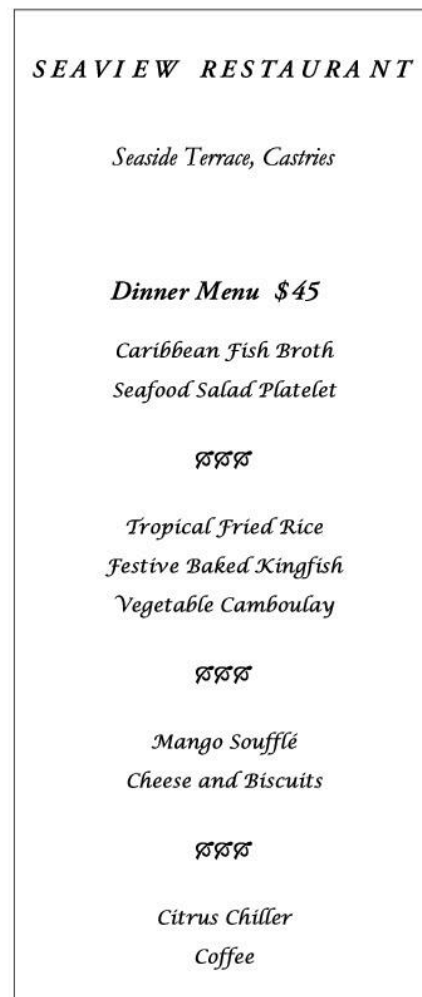 SEAVIEW RESTAURANT
Seaside Terrace, Castries
Dinner Menu $45
Caribbean Fish Broth
Seafood Salad Platelet
Tropical Fried Rice
Festive Baked Kingfish
Vegetable Camboulay
Mango Soufflé
Cheese and Biscuits
Citrus Chiller
Coffee